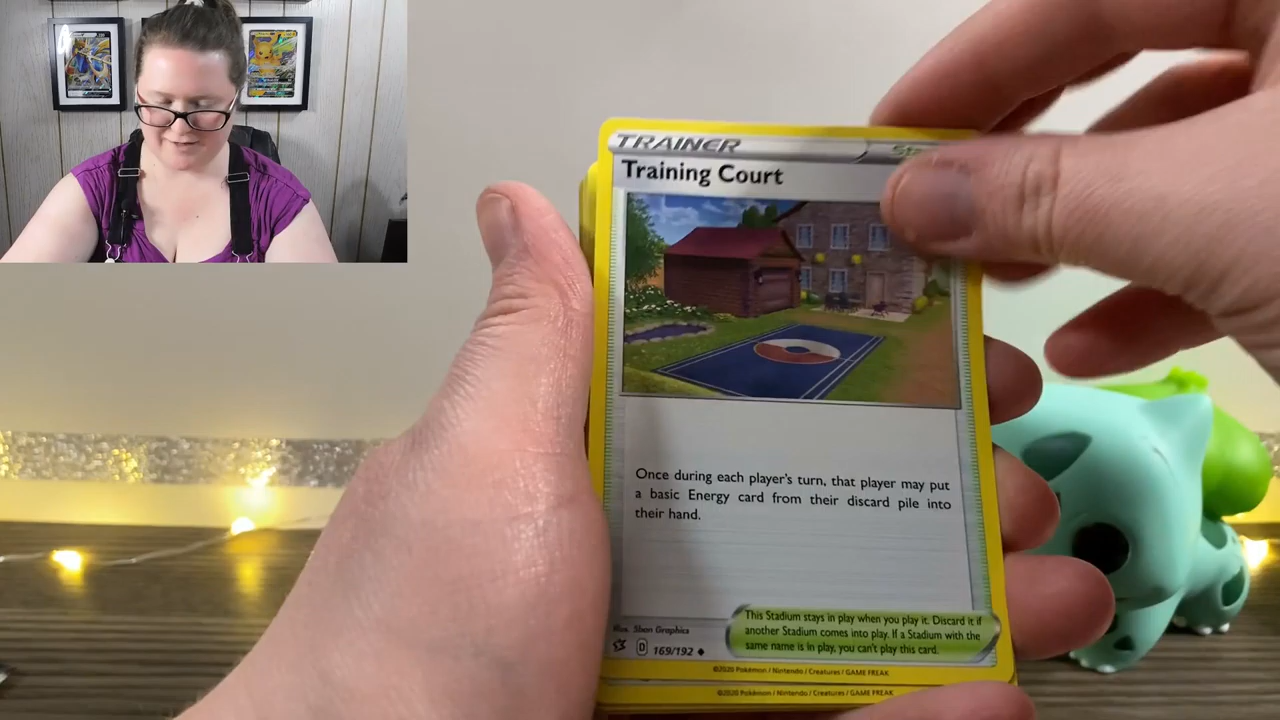 TRAINER
Training Court
Once during each player's turn, that player may put
a basic Energy card from their discard pile into
their hand.
This Stadium stays in play when you play it. Discard it if
another Stadium comes into play. If a Stadium with the
same name is in play, you can't play this card.
Illus. Sban Graphics
D 169/192
©2020 Pokémon / Nintendo / Creatures / GAME FREAK
©2020 Pokémon / Nintendo / Creatures / GAME FREAK